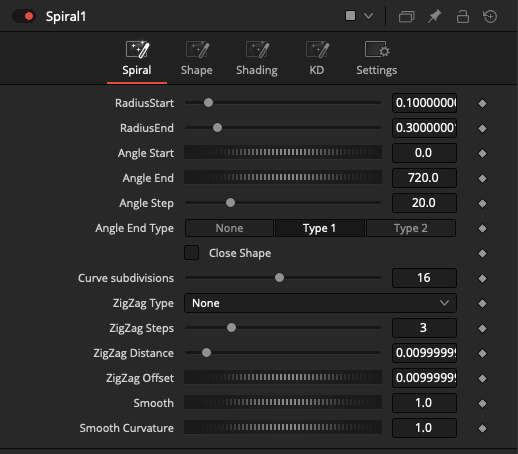 Spiral1
Spiral Shape Shading KD Settings
RadiusStart 0.10000000
RadiusEnd 0.3000000
Angle Start 0.0
Angle End 720.0
Angle Step 20.0
Angle End Type None Type 1 Type 2
Close Shape
Curve subdivisions 16
ZigZag Type None
ZigZag Steps 3
ZigZag Distance 0.00999999
ZigZag Offset 0.00999999
Smooth 1.0
Smooth Curvature 1.0